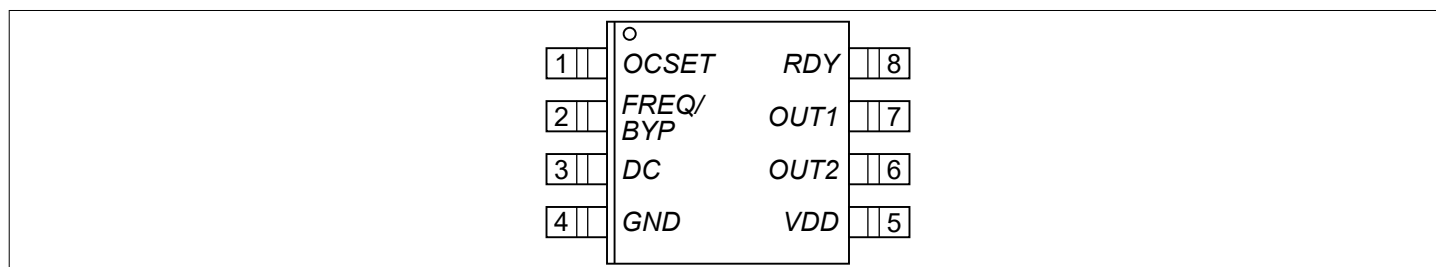 1 OCSET RDY 8
2 FREQ/ OUT1 7
BYP
3 DC OUT2 6
4 GND VDD 5